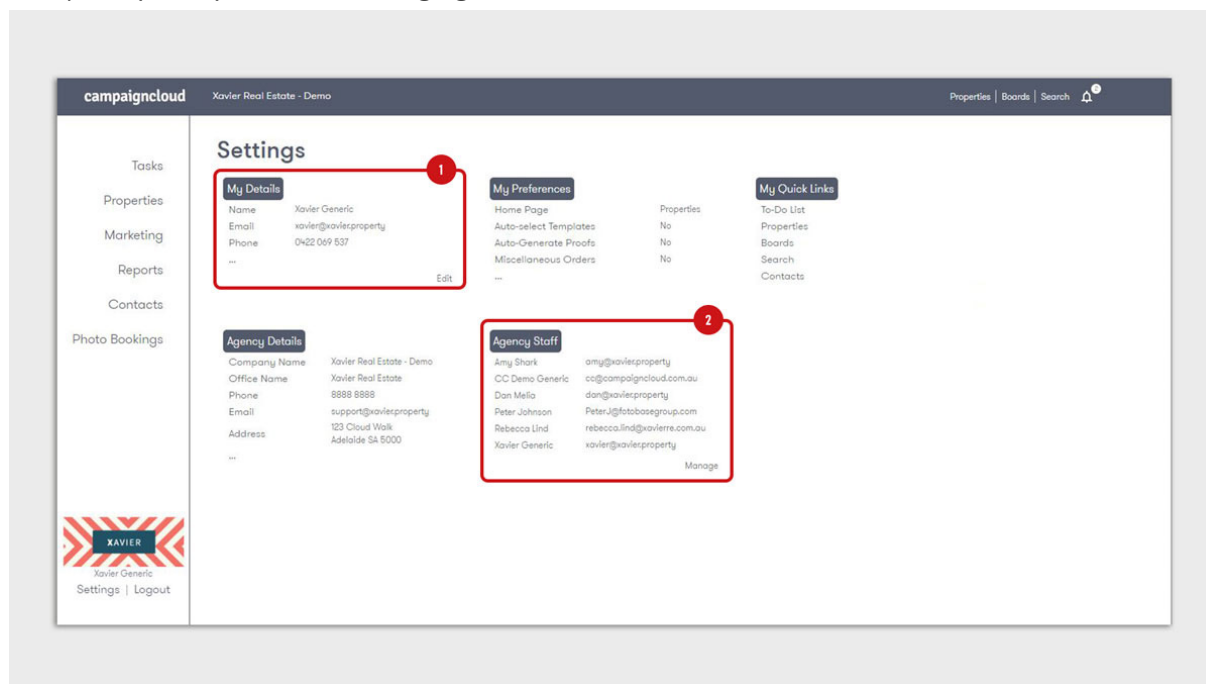 campaigncloud
Xavier Real Estate - Demo
Properties | Boards | Search
Tasks
Properties
Marketing
Reports
Contacts
Photo Bookings
XAVIER
Xavier Generic
Settings | Logout
Settings
1
My Details
Name Xavier Generic
Email xavier@xavier.property
Phone 0422 069 537
...
Edit
My Preferences
Home Page Properties
Auto-select Templates No
Auto-Generate Proofs No
Miscellaneous Orders No
...
My Quick Links
To-Do List
Properties
Boards
Search
Contacts
Agency Details
Company Name Xavier Real Estate - Demo
Office Name Xavier Real Estate
Phone 8888 8888
Email support@xavier.property
Address 123 Cloud Walk
Adelaide SA 5000
...
2
Agency Staff
Amy Shark amy@xavier.property
CC Demo Generic cc@campaigncloud.com.au
Dan Melia dan@xavier.property
Peter Johnson PeterJ@fotobasegroup.com
Rebecca Lind rebecca.lind@xavierre.com.au
Xavier Generic xavier@xavier.property
Manage